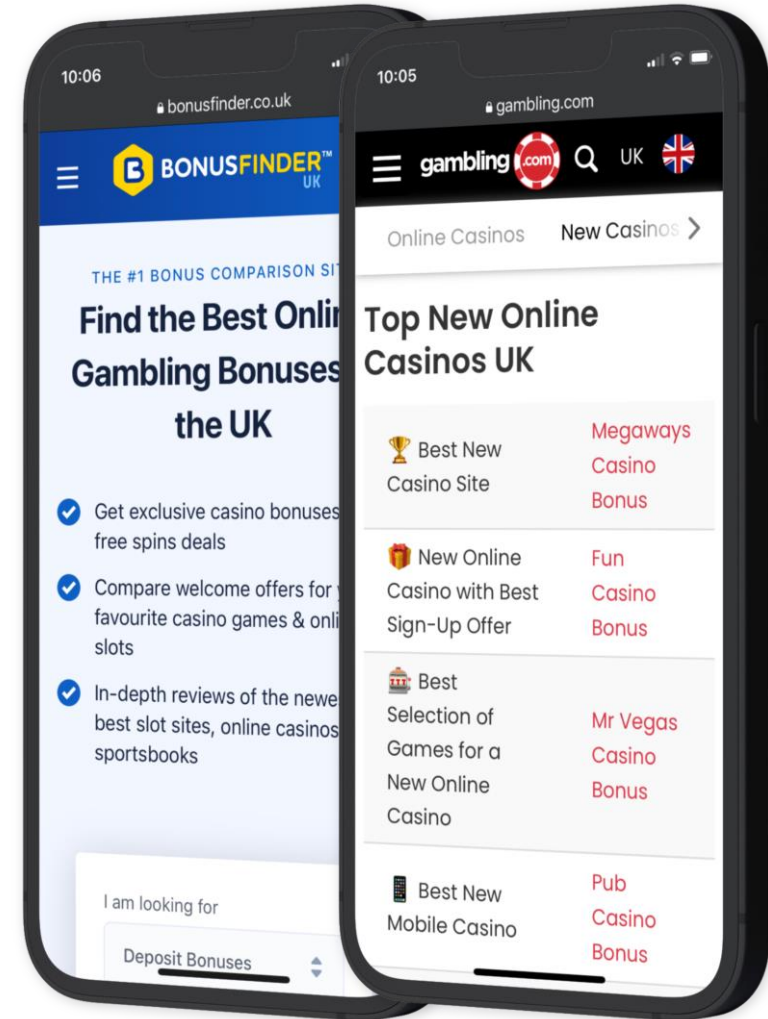 10:06
bonusfinder.co.uk
BONUSFINDER™
UK
THE #1 BONUS COMPARISON
Find the Best
Gambling Bonuses
the UK
Get exclusive casino bonuses
free spins deals
Compare welcome offers for
favourite casino games &
slots
In-depth reviews of the
best slot sites, online casinos
sportsbooks
I am looking for
Deposit Bonuses
10:05
gambling.com
gambling .com UK
Online Casinos New Casinos
Top New Online
Casinos UK
Best New
Casino Site
Megaways
Casino
Bonus
New Online
Casino with Best
Sign-Up Offer
Fun
Casino
Bonus
Best
Selection of
Games for a
New Online
Casino
Mr Vegas
Casino
Bonus
Best New
Mobile Casino
Pub
Casino
Bonus